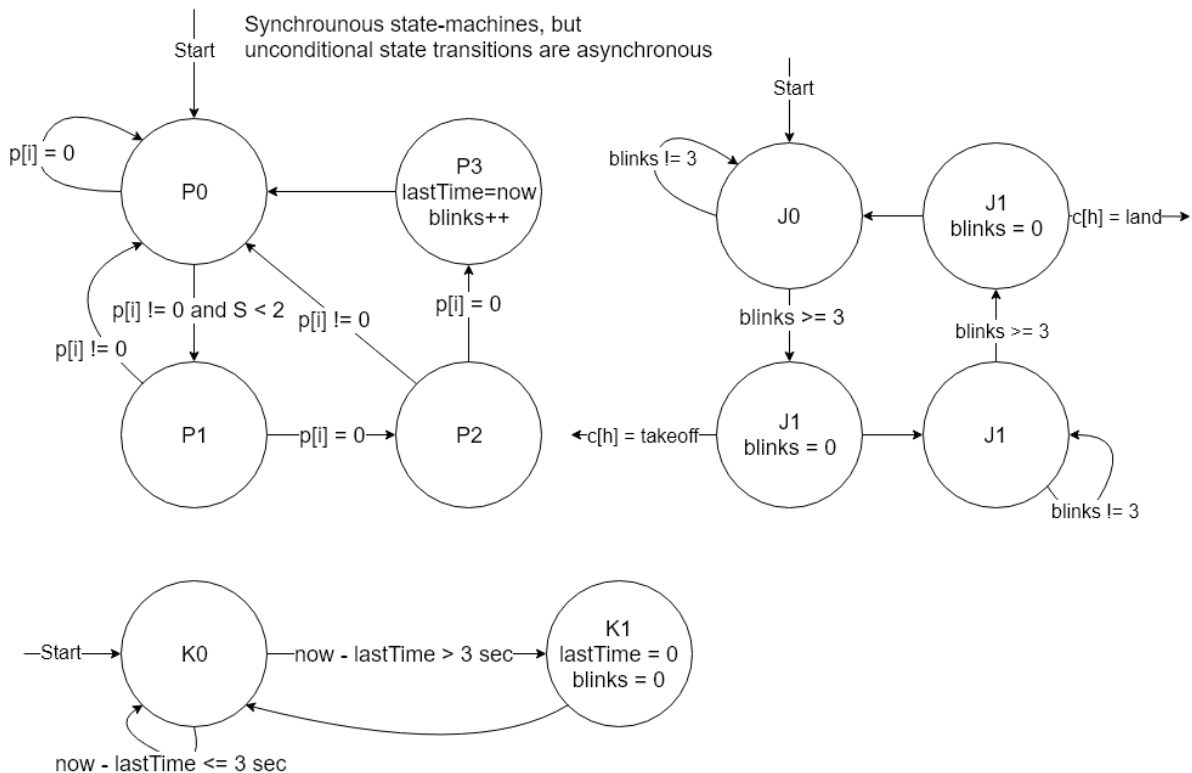 Synchrounous state-machines, but
unconditional state transitions are asynchronous
Start
p[i] = 0
P0
P3
lastTime=now
blinks++
p[i] != 0 and S < 2
p[i] != 0
p[i] != 0
p[i] = 0
P1
p[i] = 0
P2
Start
blinks != 3
J0
J1
blinks = 0
c[h] = land
blinks >= 3
blinks >= 3
c[h] = takeoff
J1
blinks = 0
J1
blinks != 3
Start
K0
now - lastTime > 3 sec
K1
lastTime = 0
blinks = 0
now - lastTime <= 3 sec